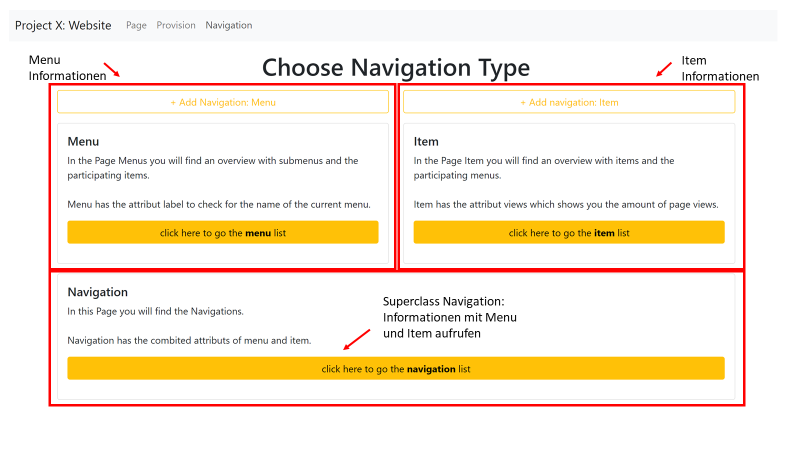 Project X: Website Page Provision Navigation
Menu
Informationen
Choose Navigation Type
Item
Informationen
+ Add Navigation: Menu
+ Add navigation: Item
Menu
In the Page Menus you will find an overview with submenus and the
participating items.
Menu has the attribut label to check for the name of the current menu.
click here to go the menu list
Item
In the Page Item you will find an overview with items and the
participating menus.
Item has the attribut views which shows you the amount of page views.
click here to go the item list
Navigation
In this Page you will find the Navigations.
Navigation has the combited attributs of menu and item.
Superclass Navigation:
Informationen mit Menu
und Item aufrufen
click here to go the navigation list